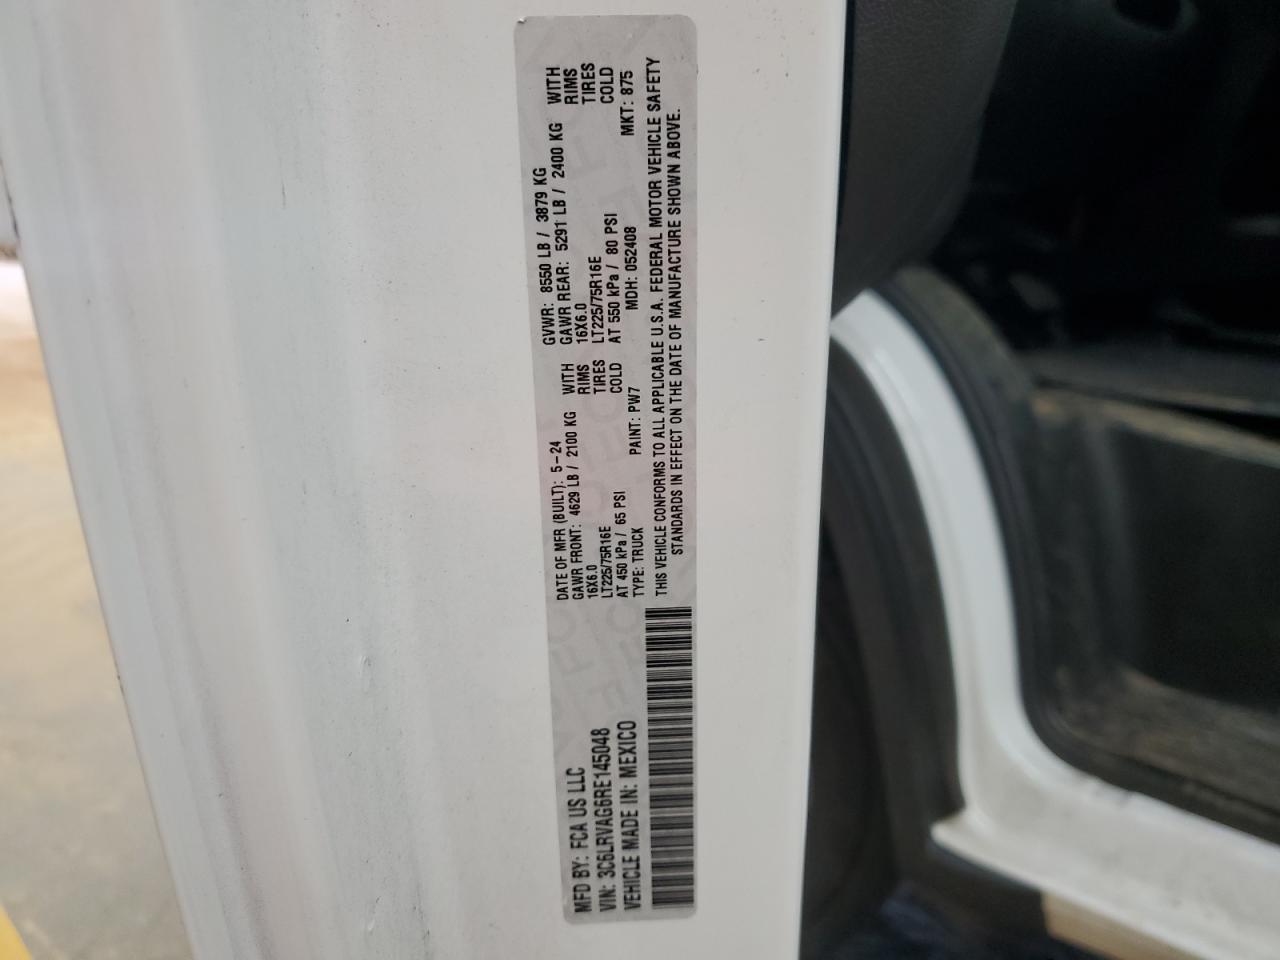 MFD BY: FCA US LLC
VIN: 3C6LRVAG6RE145048
VEHICLE MADE IN: MEXICO
DATE OF MFR (BUILT): 5-24 GVWR: 8550 LB / 3879 KG
GAWR FRONT: 4629 LB / 2100 KG WITH GAWR REAR: 5291 LB / 2400 KG WITH
16X6.0 RIMS 16X6.0 RIMS
LT225/75R16E TIRES LT225/75R16E TIRES
AT 450 kPa / 65 PSI COLD AT 550 kPa / 80 PSI COLD
TYPE: TRUCK PAINT: PW7 MDH: 052408 MKT: 875
THIS VEHICLE CONFORMS TO ALL APPLICABLE U.S.A. FEDERAL MOTOR VEHICLE SAFETY
STANDARDS IN EFFECT ON THE DATE OF MANUFACTURE SHOWN ABOVE.